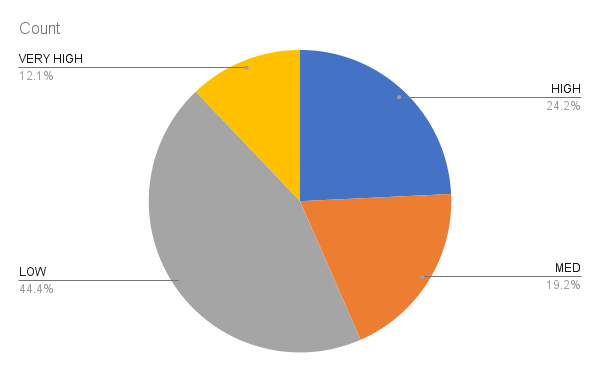 Count
VERY HIGH
12.1%
HIGH
24.2%
LOW
44.4%
MED
19.2%